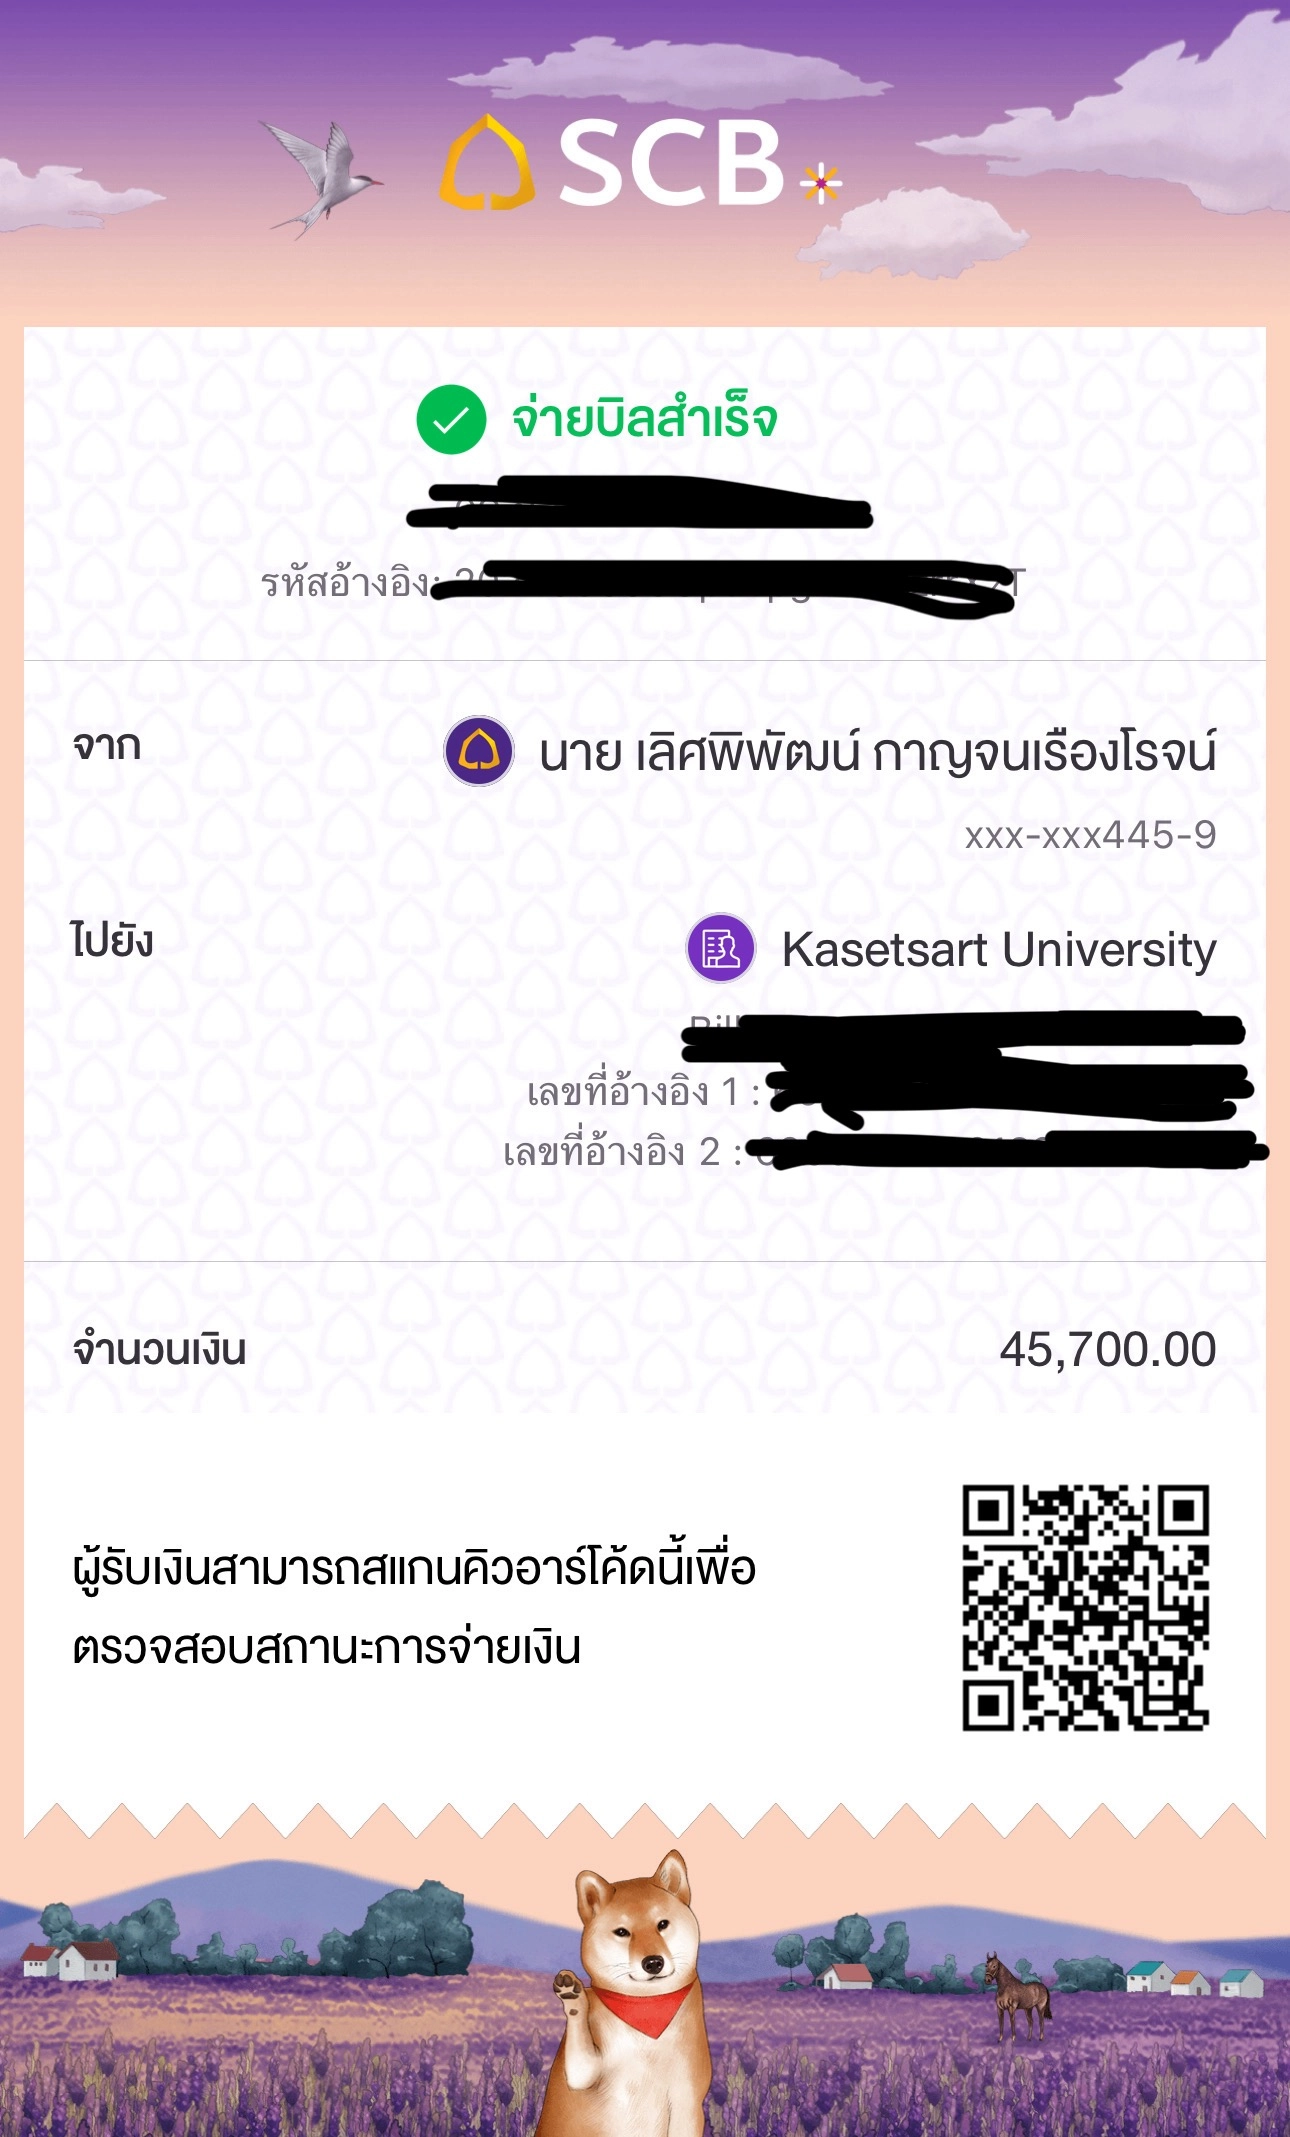 SCB
จ่ายบิลสำเร็จ
รหัสอ้างอิง:
จาก
นาย เลิศพิพัฒน์ กาญจนเรืองโรจน์
xxx-xxx445-9
ไปยัง
Kasetsart University
เลขที่อ้างอิง 1 :
เลขที่อ้างอิง 2 :
จำนวนเงิน 45,700.00
ผู้รับเงินสามารถสแกนคิวอาร์โค้ดนี้เพื่อ
ตรวจสอบสถานะการจ่ายเงิน